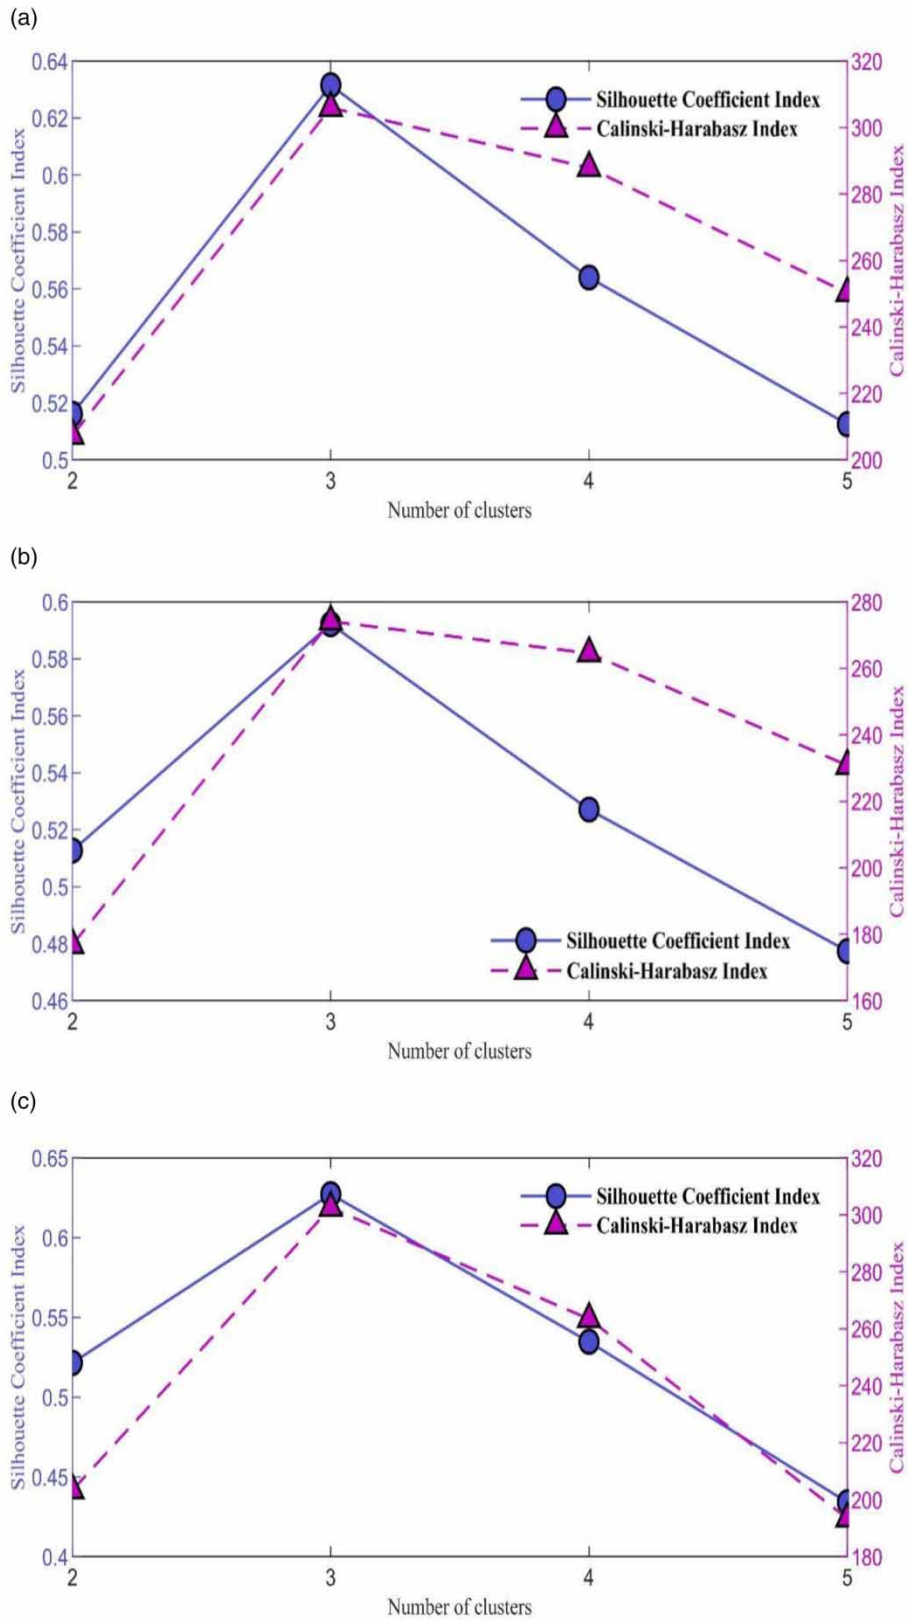 (a)
Silhouette Coefficient Index
0.64
0.62
0.6
0.58
0.56
0.54
0.52
0.5
Silhouette Coefficient Index
Calinski-Harabasz Index
320
300
280
260
240
220
200
Calinski-Harabasz Index
2 3 4 5
Number of clusters
(b)
Silhouette Coefficient Index
0.6
0.58
0.56
0.54
0.52
0.5
0.48
0.46
Silhouette Coefficient Index
Calinski-Harabasz Index
280
260
240
220
200
180
160
Calinski-Harabasz Index
2 3 4 5
Number of clusters
(c)
Silhouette Coefficient Index
0.65
0.6
0.55
0.5
0.45
0.4
Silhouette Coefficient Index
Calinski-Harabasz Index
320
300
280
260
240
220
200
180
Calinski-Harabasz Index
2 3 4 5
Number of clusters